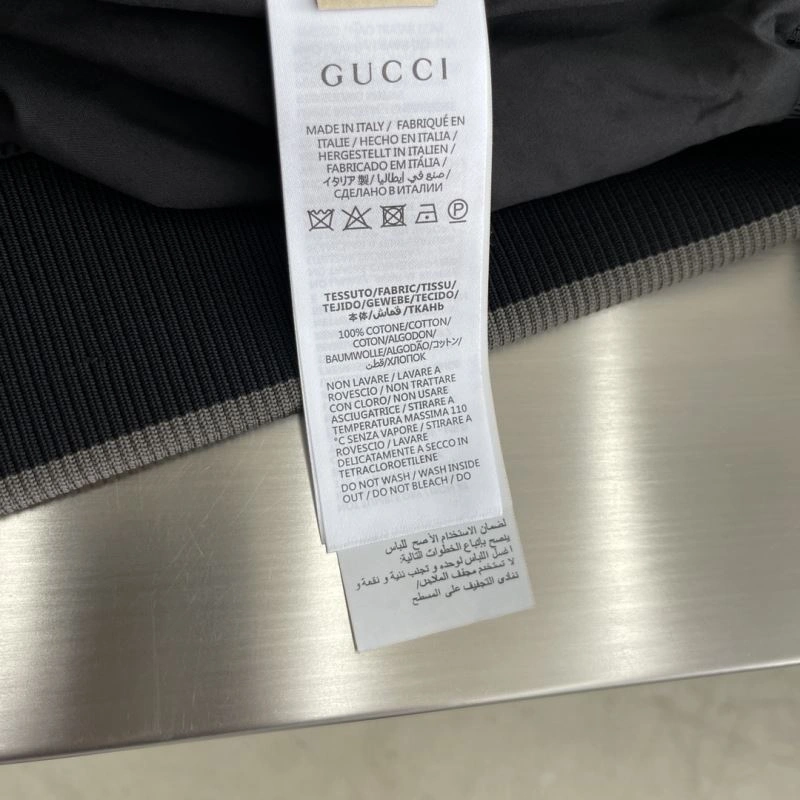 GUCCI
MADE IN ITALY / FABRIQUÉ EN
ITALIE / HECHO EN ITALIA /
HERGESTELLT IN ITALIEN /
FABRICADO EM ITÁLIA /
イタリア製 / صنع في إيطاليا /
СДЕЛАНО В ИТАЛИИ
P
TESSUTO/FABRIC/TISSU/
TEJIDO/GEWEBE/TECIDO/
本体/قماش/ТКАНЬ
100% COTONE/COTTON/
COTON/ALGODON/
BAUMWOLLE/ALGODÃO/コットン/
قطن/ХЛОПОК
NON LAVARE / LAVARE A
ROVESCIO / NON TRATTARE
CON CLORO/ NON USARE
ASCIUGATRICE / STIRARE A
TEMPERATURA MASSIMA 110
°C SENZA VAPORE / STIRARE A
ROVESCIO / LAVARE
DELICATAMENTE A SECCO IN
TETRACLOROETILENE
DO NOT WASH / WASH INSIDE
OUT / DO NOT BLEACH / DO
لضمان الاستخدام الأصح للباس
ينصح بإتباع الخطوات التالية:
اغسل اللباس لوحده و تجلب ثنية و نقعة و
لا تستخدم مجفف الملابس/
تفادى التجفيف على المسطح